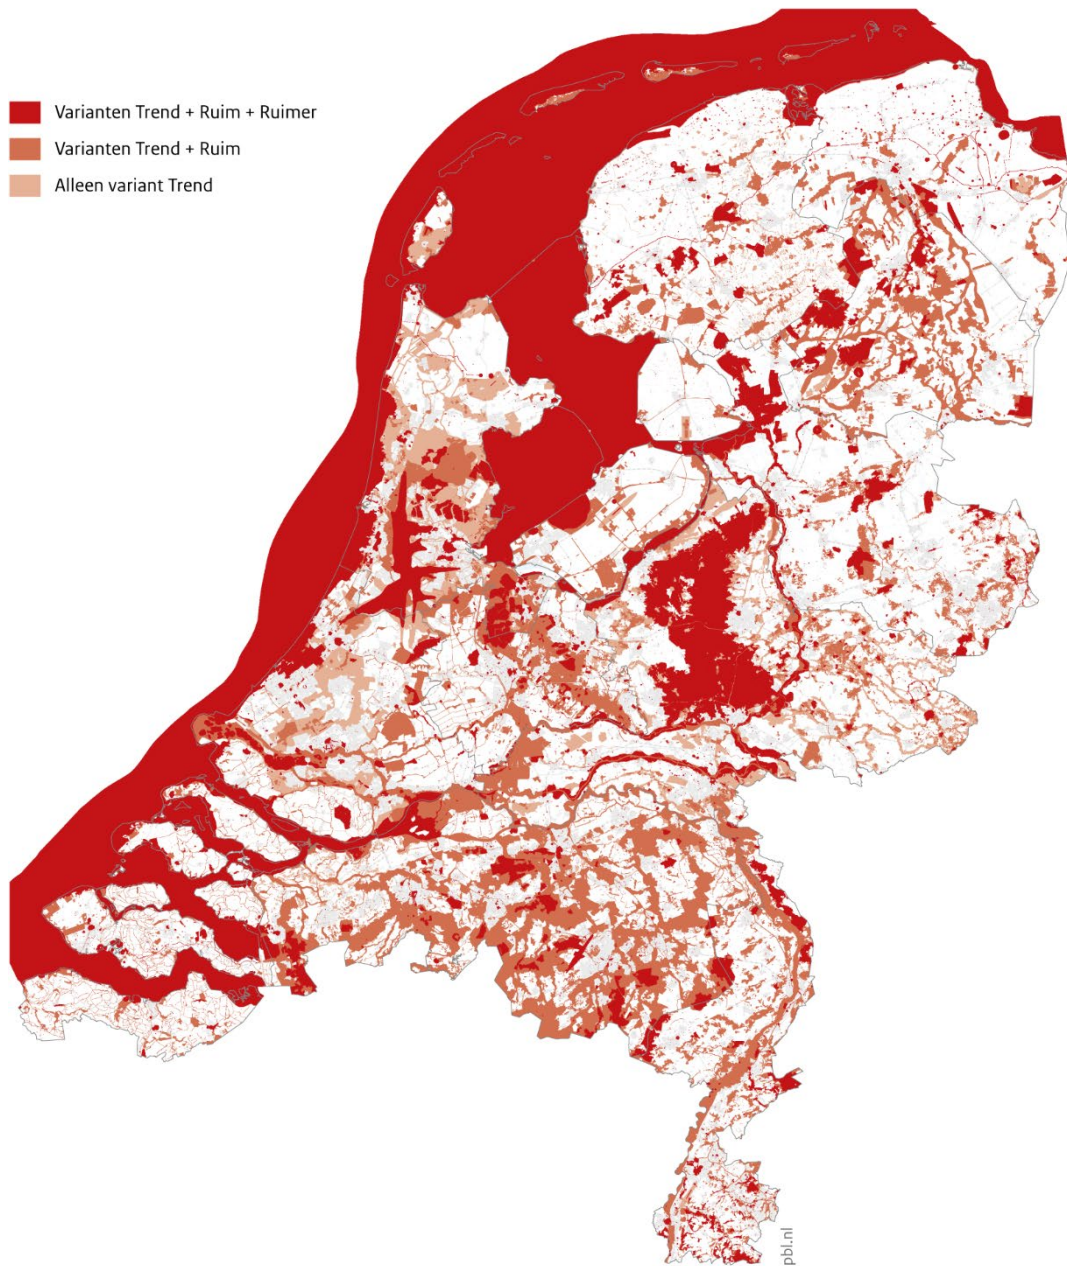 Varianten Trend + Ruim + Ruimer
Varianten Trend + Ruim
Alleen variant Trend
pbl.nl